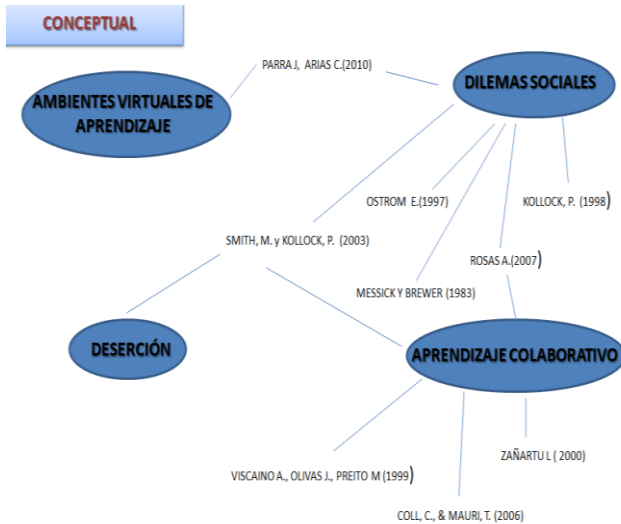 CONCEPTUAL
PARRA J, ARIAS C.(2010)
DILEMAS SOCIALES
AMBIENTES VIRTUALES DE
APRENDIZAJE
OSTROM E.(1997)
KOLLOCK, P. (1998)
SMITH, M. y KOLLOCK, P. (2003)
ROSAS A.(2007)
MESSICK Y BREWER (1983)
DESERCIÓN
APRENDIZAJE COLABORATIVO
ZAÑARTU L ( 2000)
VISCAINO A., OLIVAS J., PREITO M (1999)
COLL, C., & MAURI, T. (2006)